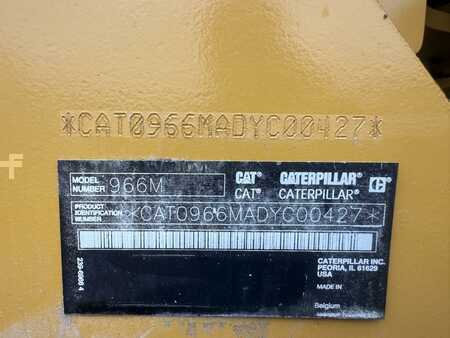 *CAT0966MADYC00427*
MODEL NUMBER 966M
CAT CATERPILLAR
CAT® CATERPILLAR®
PRODUCT IDENTIFICATION NUMBER *CAT0966MADYC00427*
CATERPILLAR INC.
PEORIA, IL 61629
USA
MADE IN
Belgium